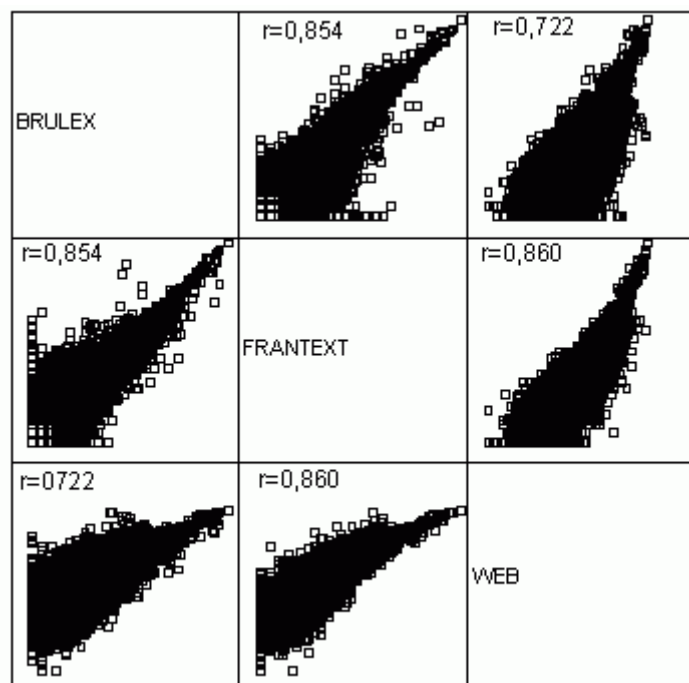 r=0,854
r=0,722
BRULEX
r=0,854
r=0,860
FRANTEXT
r=0722
r=0,860
WEB